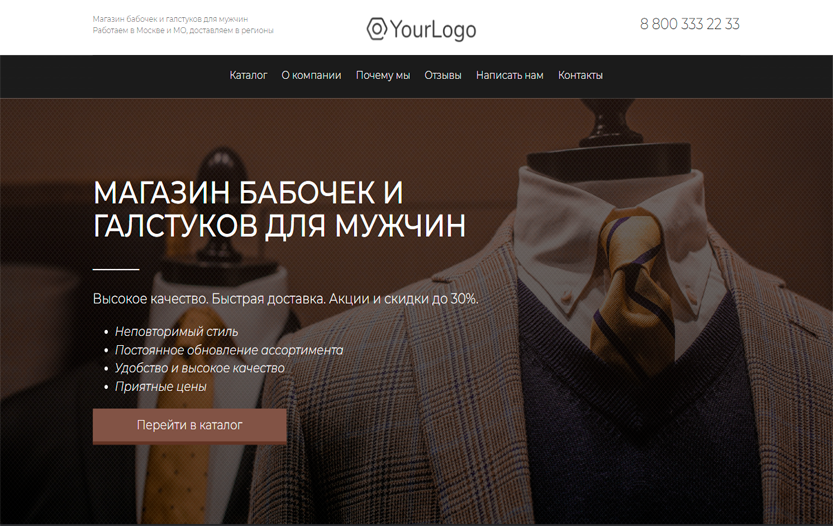 Магазин бабочек и галстуков для мужчин
Работаем в Москве и МО, доставляем в регионы
YourLogo
8 800 333 22 33
Каталог О компании Почему мы Отзывы Написать нам Контакты
МАГАЗИН БАБОЧЕК И
ГАЛСТУКОВ ДЛЯ МУЖЧИН
Высокое качество. Быстрая доставка. Акции и скидки до 30%.
• Неповторимый стиль
• Постоянное обновление ассортимента
• Удобство и высокое качество
• Приятные цены
Перейти в каталог